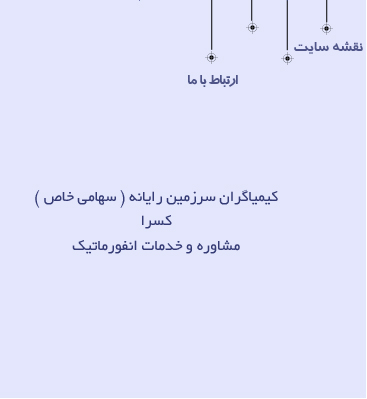 نقشه سایت
ارتباط با ما
کیمیاگران سرزمین رایانه ( سهامی خاص )
کسرا
مشاوره و خدمات انفورماتیک